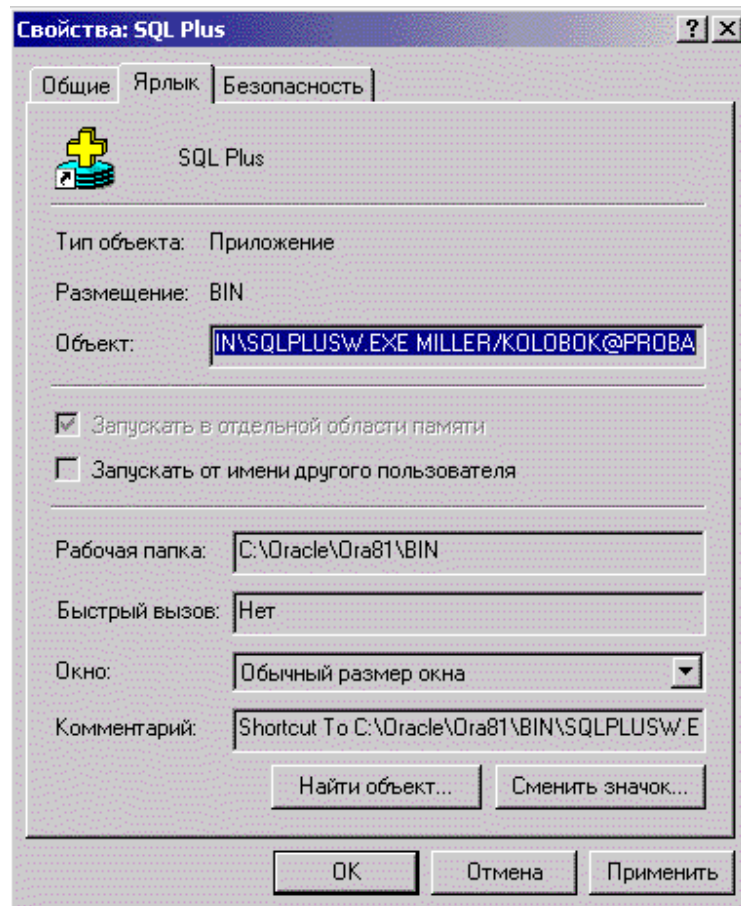 Свойства: SQL Plus
Общие Ярлык Безопасность
SQL Plus
Тип объекта: Приложение
Размещение: BIN
Объект: IN\SQLPLUSW.EXE MILLER/KOLOBOK@PROBA
Запускать в отдельной области памяти
Запускать от имени другого пользователя
Рабочая папка: C:\Oracle\Ora81\BIN
Быстрый вызов: Нет
Окно: Обычный размер окна
Комментарий: Shortcut To C:\Oracle\Ora81\BIN\SQLPLUSW.E
Найти объект... Сменить значок...
OK Отмена Применить